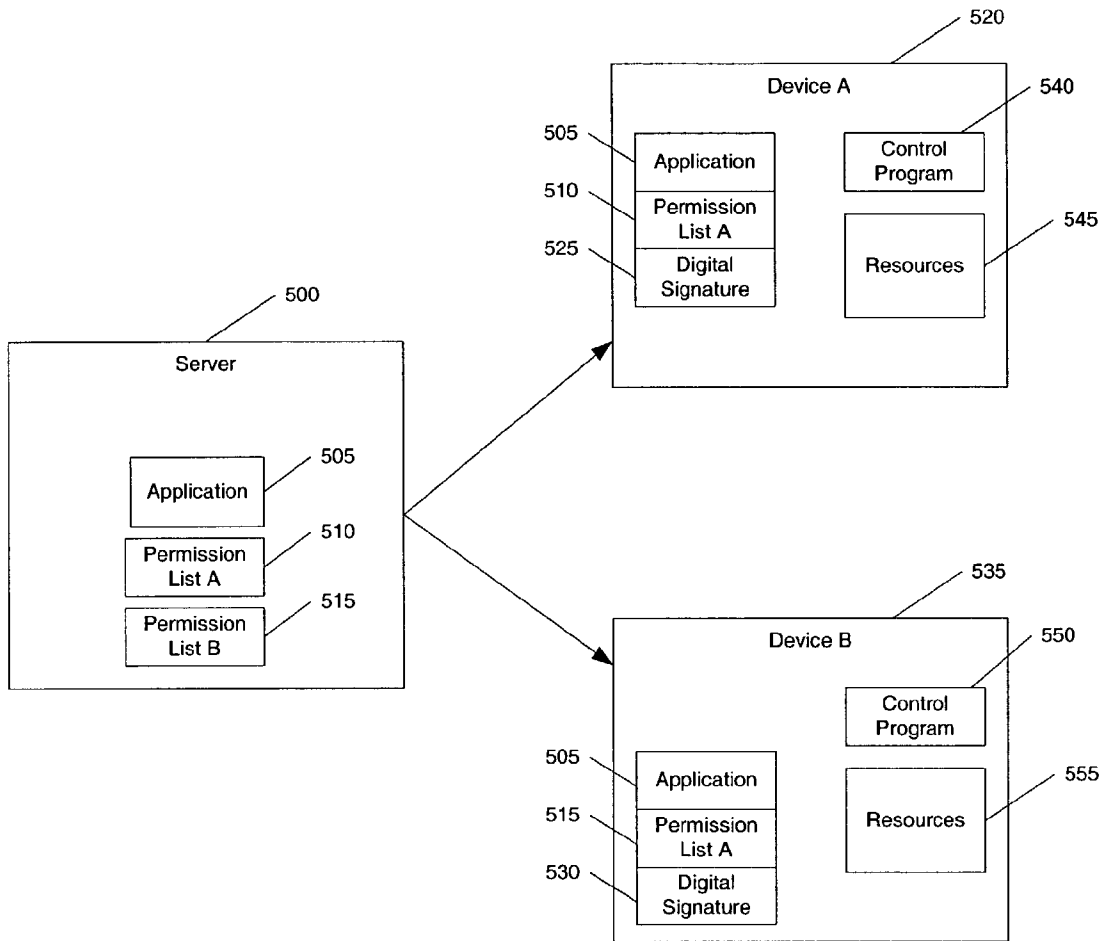 520
Device A
540
505
Application
Control
Program
510
Permission
List A
545
525
Digital
Signature
Resources
500
Server
505
Application
510
Permission
List A
515
Permission
List B
535
Device B
550
Control
Program
505
Application
555
515
Permission
List A
Resources
530
Digital
Signature